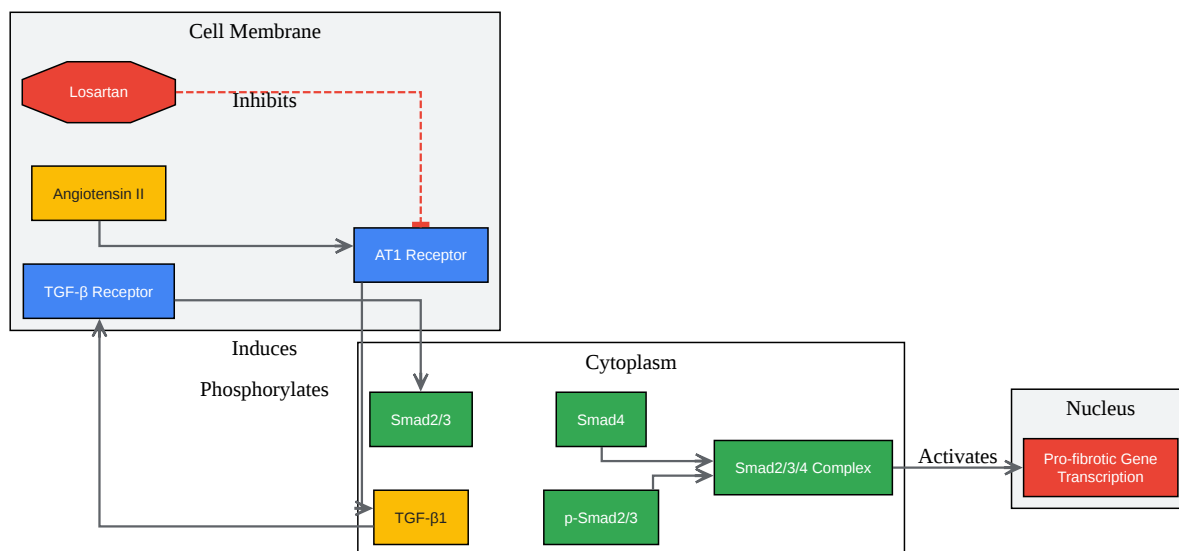 Cell Membrane
Losartan
Inhibits
Angiotensin II
AT1 Receptor
TGF-β Receptor
Induces
Phosphorylates
Cytoplasm
Smad2/3
Smad4
Smad2/3/4 Complex
TGF-β1
p-Smad2/3
Activates
Nucleus
Pro-fibrotic Gene
Transcription